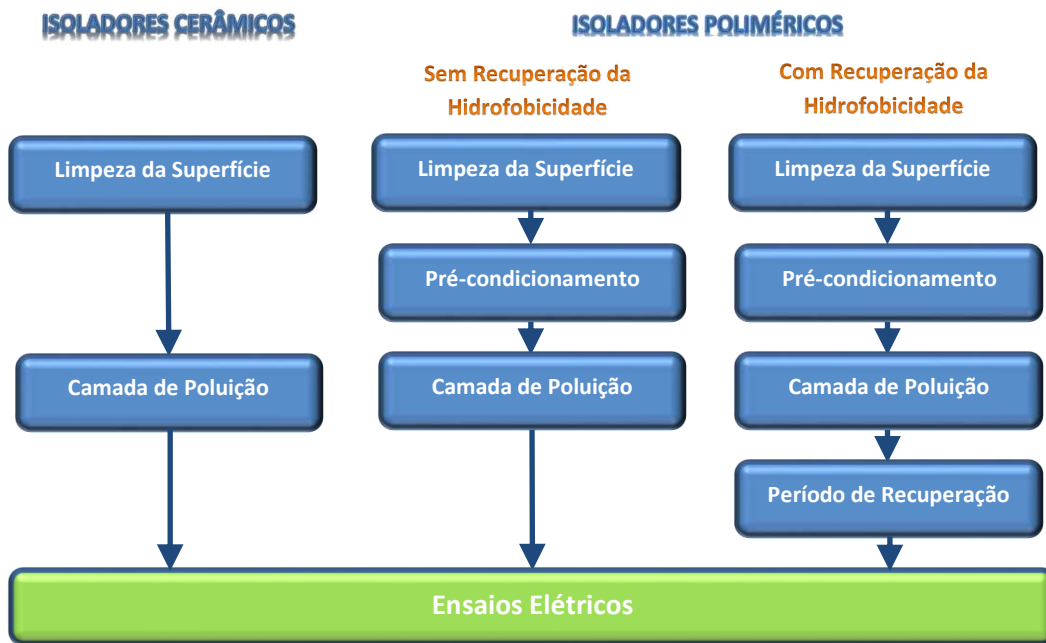 ISOLADORES CERÂMICOS
ISOLADORES POLIMÉRICOS
Sem Recuperação da
Hidrofobicidade
Com Recuperação da
Hidrofobicidade
Limpeza da Superfície
Limpeza da Superfície
Limpeza da Superfície
Pré-condicionamento
Pré-condicionamento
Camada de Poluição
Camada de Poluição
Camada de Poluição
Período de Recuperação
Ensaios Elétricos